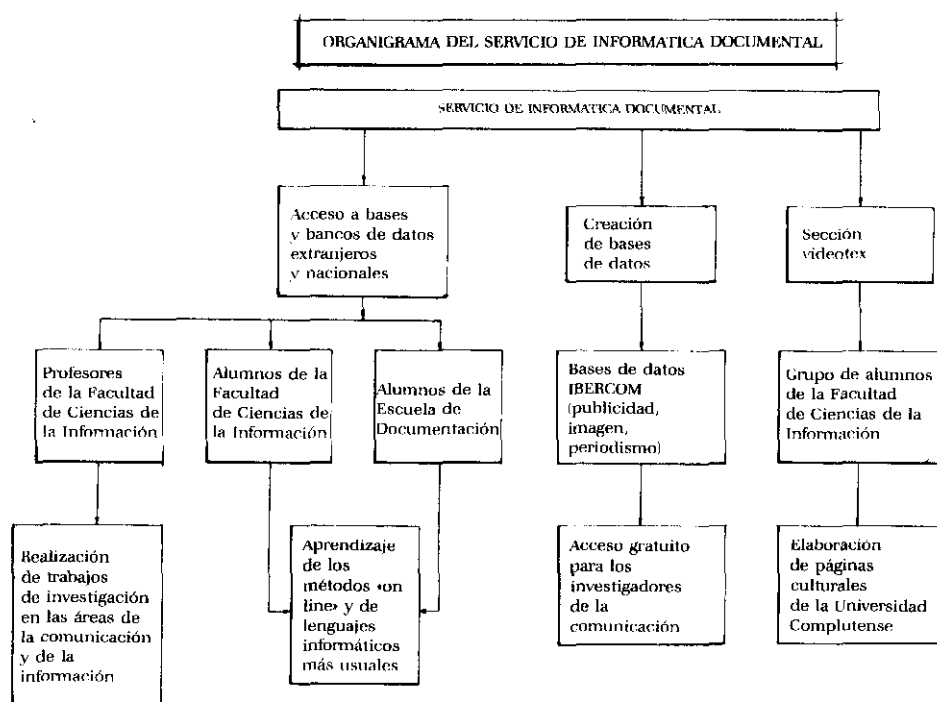 ORGANIGRAMA DEL SERVICIO DE INFORMATICA DOCUMENTAL
SERVICIO DE INFORMATICA DOCUMENTAL
Acceso a bases
y bancos de datos
extranjeros
y nacionales
Creación
de bases
de datos
Sección
videotex
Profesores
de la Facultad
de Ciencias de
la Información
Alumnos de la
Facultad
de Ciencias de
la Información
Alumnos de la
Escuela de
Documentación
Bases de datos
IBERCOM
(publicidad,
imagen,
periodismo)
Grupo de alumnos
de la Facultad
de Ciencias de la
Información
Realización
de trabajos
de investigación
en las áreas de
la comunicación
y de la
información
Aprendizaje
de los
métodos «on
line» y de
lenguajes
informáticos
más usuales
Acceso gratuito
para los
investigadores
de la
comunicación
Elaboración
de páginas
culturales
de la Universidad
Complutense